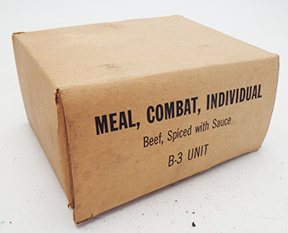 MEAL, COMBAT, INDIVIDUAL
Beef, Spiced with Sauce
B-3 UNIT